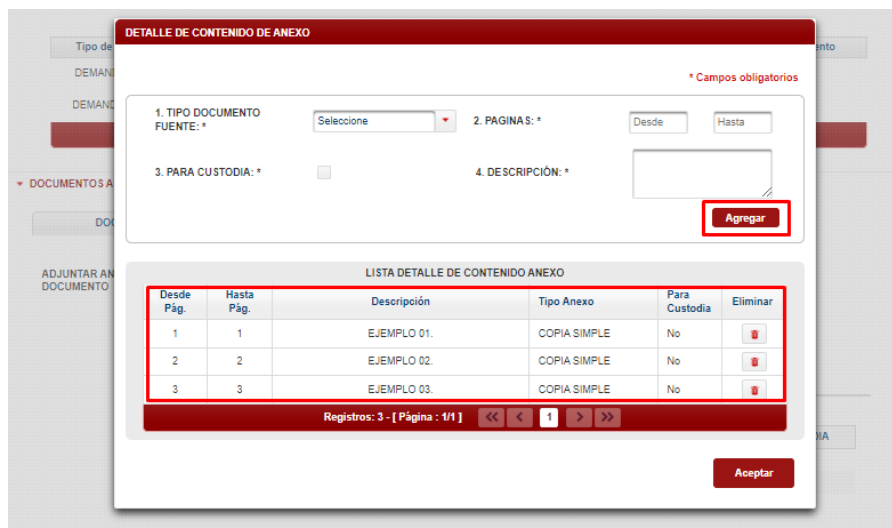 DETALLE DE CONTENIDO DE ANEXO
Tipo de
DEMAND
DEMAND
* Campos obligatorios
1. TIPO DOCUMENTO FUENTE: * Seleccione 2. PAGINAS: * Desde Hasta
3. PARA CUSTODIA: * 4. DESCRIPCIÓN: *
DOCUMENTOS A
Agregar
ADJUNTAR AN
DOCUMENTO
LISTA DETALLE DE CONTENIDO ANEXO
Desde Pág. Hasta Pág. Descripción Tipo Anexo Para Custodia Eliminar
1 1 EJEMPLO 01. COPIA SIMPLE No
2 2 EJEMPLO 02. COPIA SIMPLE No
3 3 EJEMPLO 03. COPIA SIMPLE No
Registros: 3 - [ Página : 1/1 ] << < 1 > >>
Aceptar